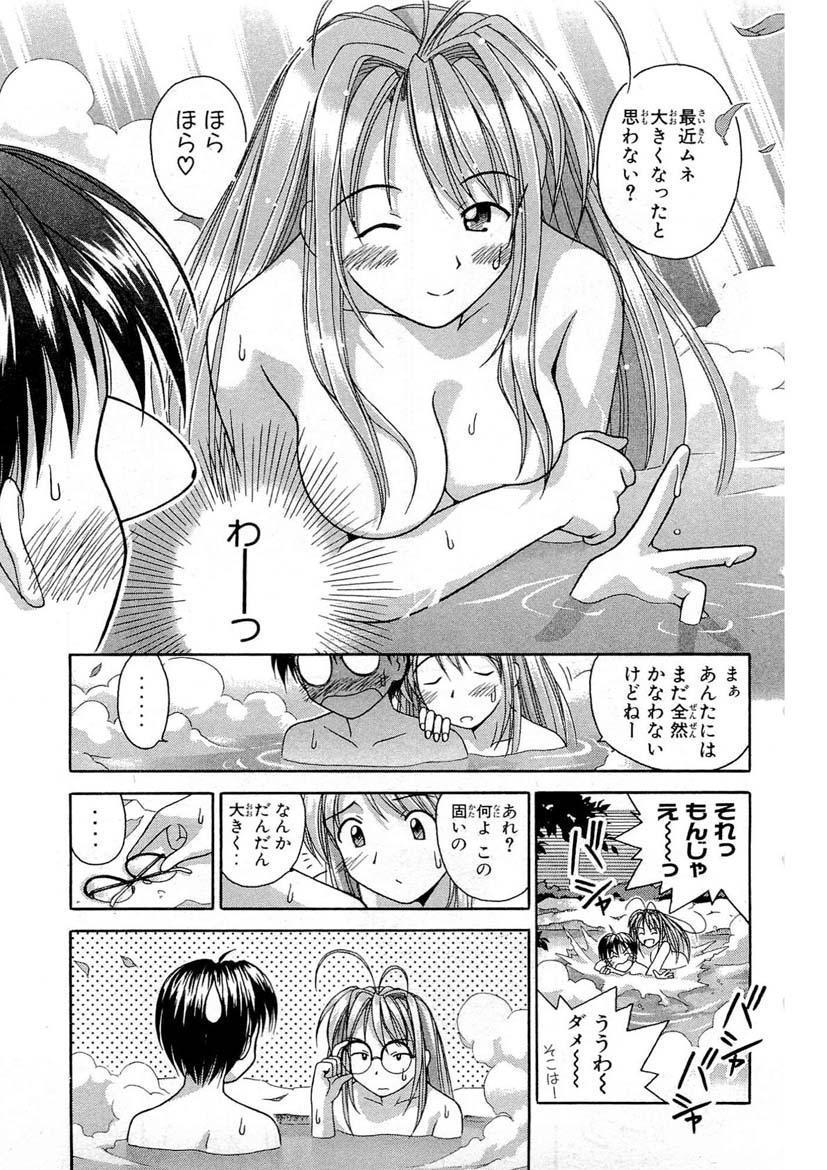 最近ムネ
大きくなったと
思わない？
ほら
ほら♡
わーっ
まぁ
あんたには
まだ全然
かなわない
けどねー
・・・・
それっ
もんじゃ
え〜〜っ
バシャ
バシャ
バシャ
ううわ〜
ダメ〜〜
そこはー
あれ？
何よ この
固いの
なんか
だんだん
大き〜・・
・・・